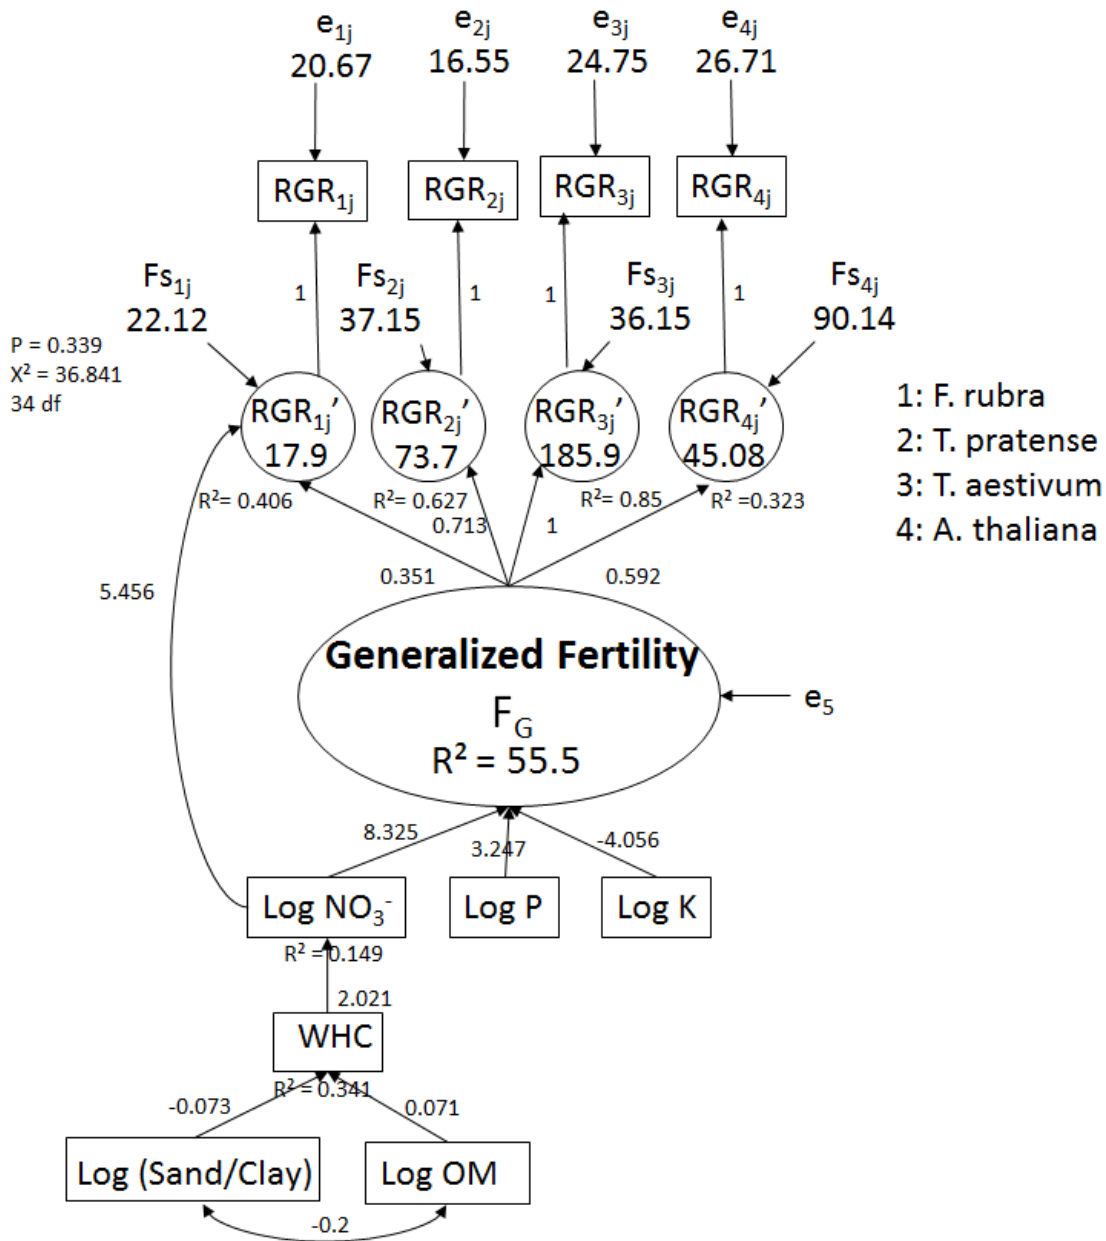 e1j e2j e3j e4j
20.67 16.55 24.75 26.71
RGR1j RGR2j RGR3j RGR4j
Fs1j Fs2j Fs3j Fs4j
1 1 1 1
22.12 37.15 36.15 90.14
P = 0.339
X² = 36.841
34 df
RGR1j’ RGR2j’ RGR3j’ RGR4j’
17.9 73.7 185.9 45.08
1: F. rubra
2: T. pratense
3: T. aestivum
4: A. thaliana
R²= 0.406 R²= 0.627 R²= 0.85 R² =0.323
0.713 1
0.351 0.592
5.456
Generalized Fertility
FG
R² = 55.5
e5
8.325 3.247 -4.056
Log NO3- Log P Log K
R² = 0.149
2.021
WHC
R² = 0.341
-0.073 0.071
Log (Sand/Clay) Log OM
-0.2